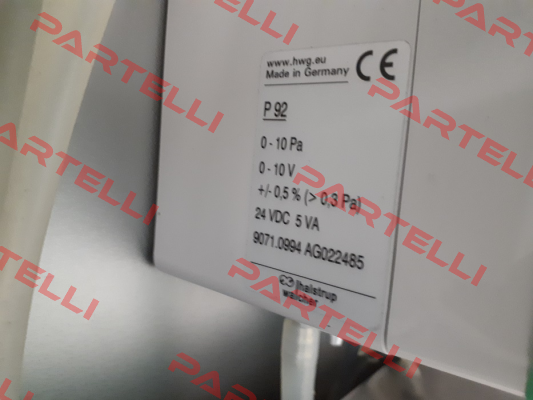 www.hwg.eu
Made in Germany
CE
P 92
0 - 10 Pa
0 - 10 V
+/- 0,5 % (> 0,3 Pa)
24 VDC 5 VA
9071.0994 AG022485
halstrup
walcher
PARTELLI
PARTELLI
PARTELLI
PARTELLI
PARTELLI
PARTELLI